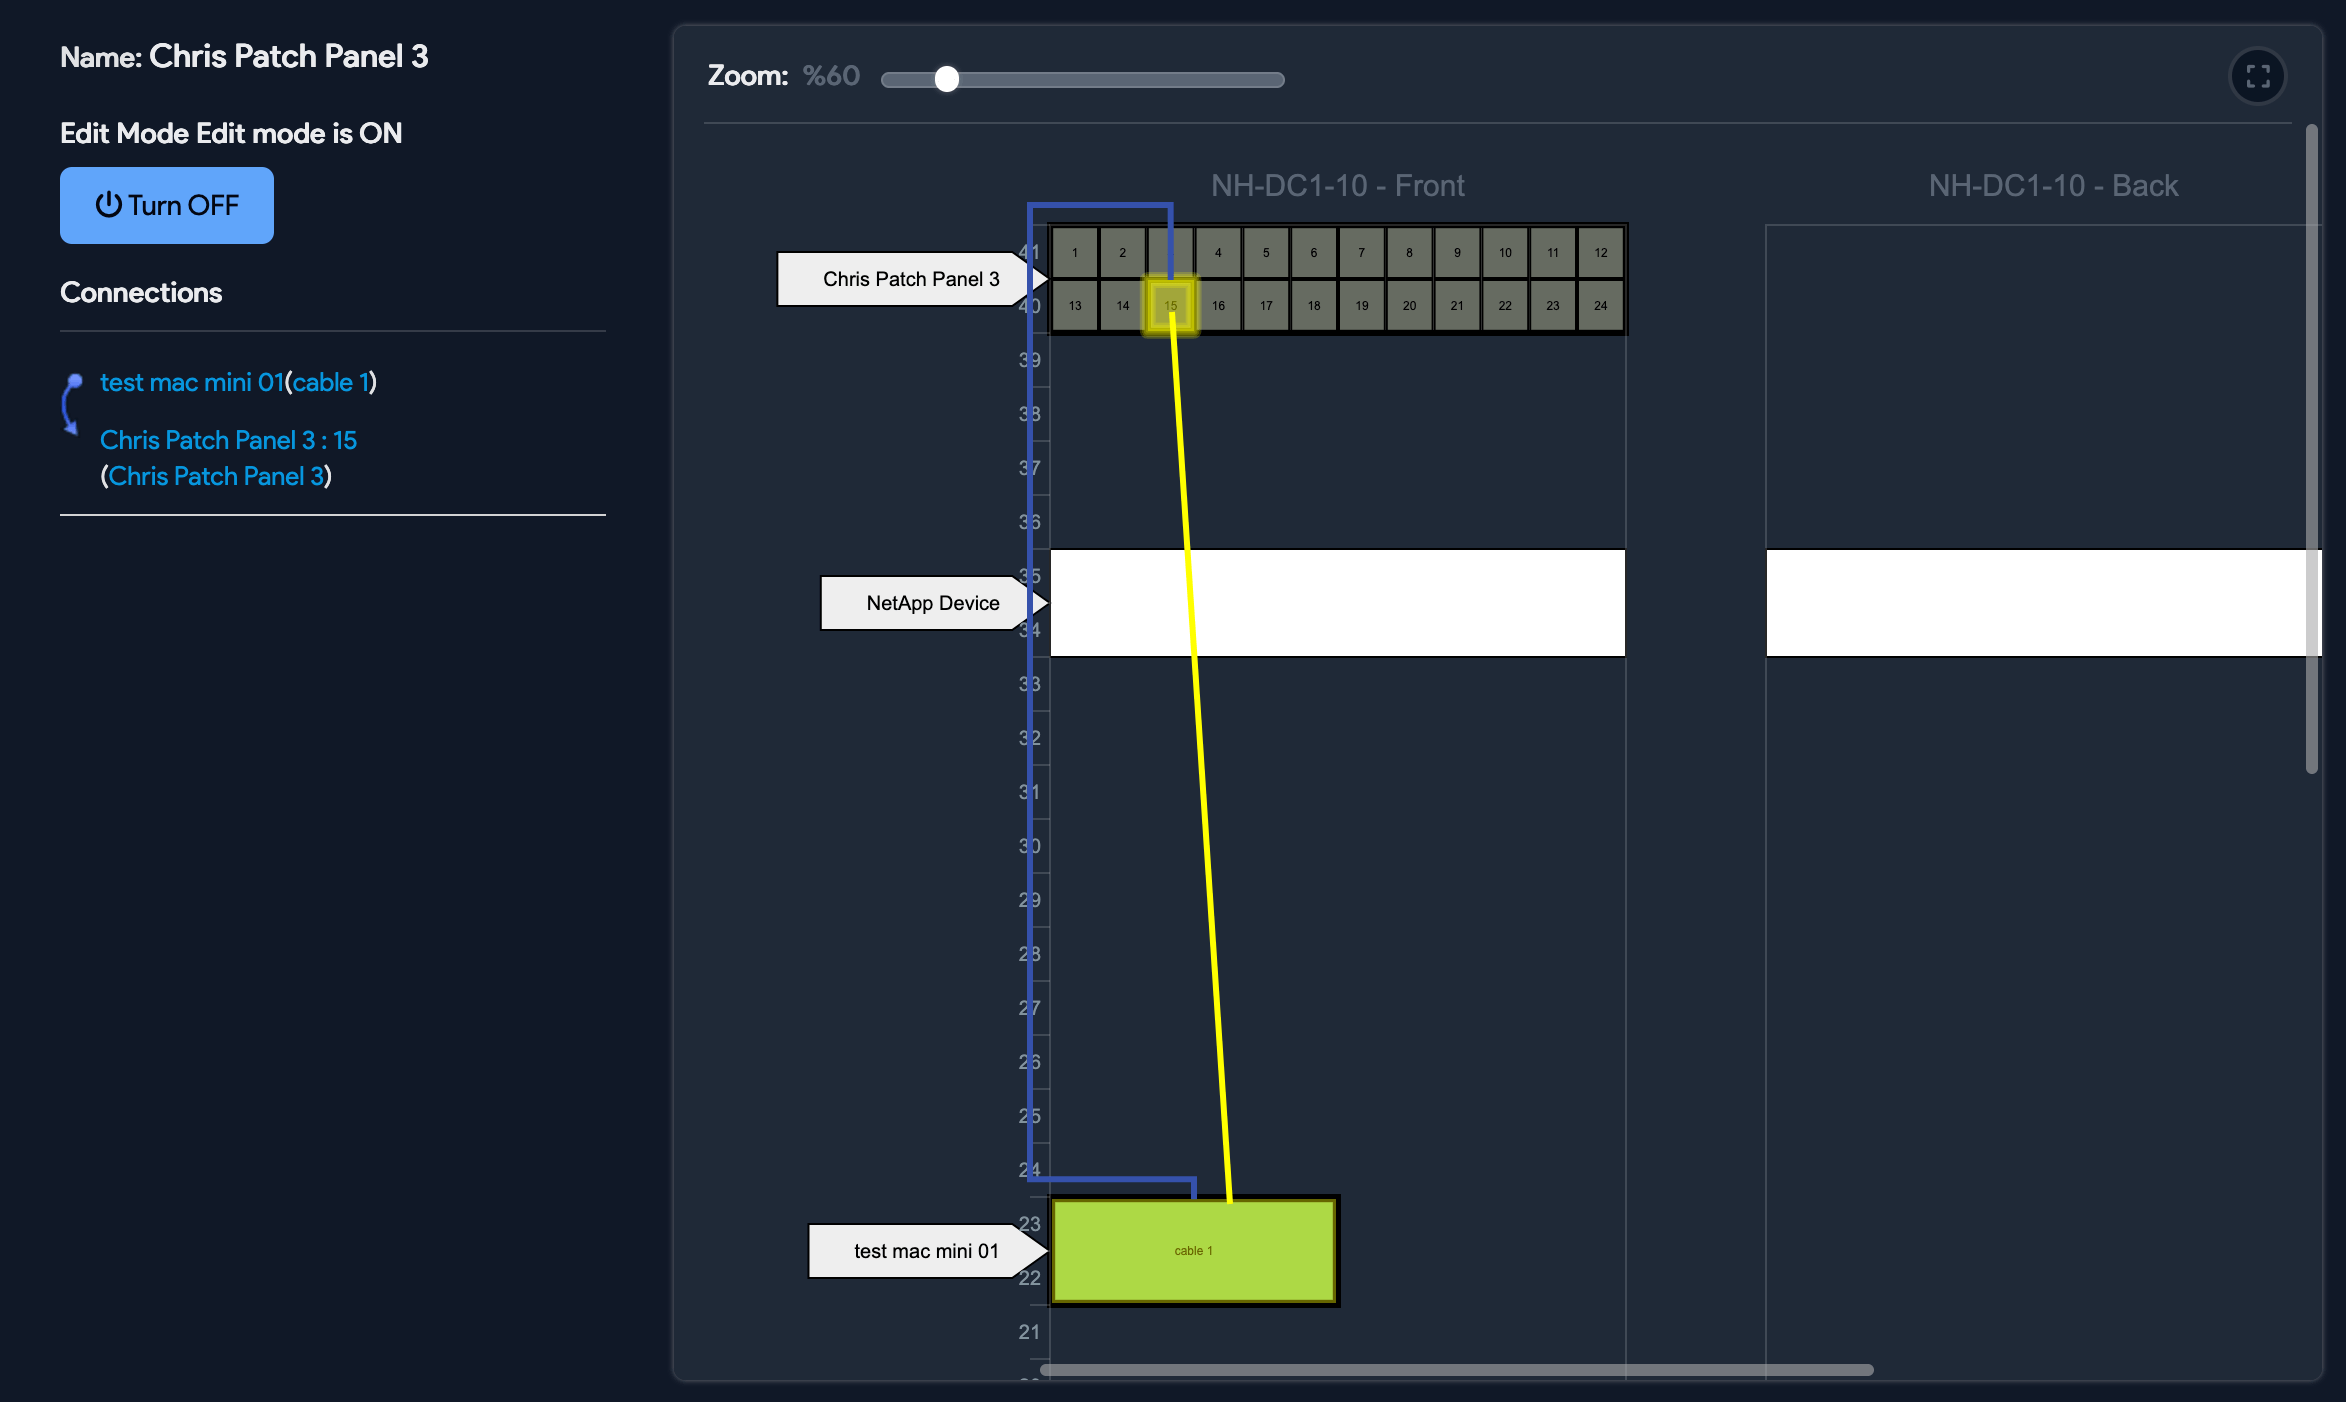 Name: Chris Patch Panel 3
Edit Mode Edit mode is ON
Turn OFF
Connections
test mac mini 01(cable 1)
Chris Patch Panel 3 : 15
(Chris Patch Panel 3)
Zoom: %60
NH-DC1-10 - Front
NH-DC1-10 - Back
41
1 2 4 5 6 7 8 9 10 11 12
Chris Patch Panel 3
40
13 14 15 16 17 18 19 20 21 22 23 24
39
38
37
36
35
NetApp Device
34
33
32
31
30
29
28
27
26
25
24
23
test mac mini 01
cable 1
22
21